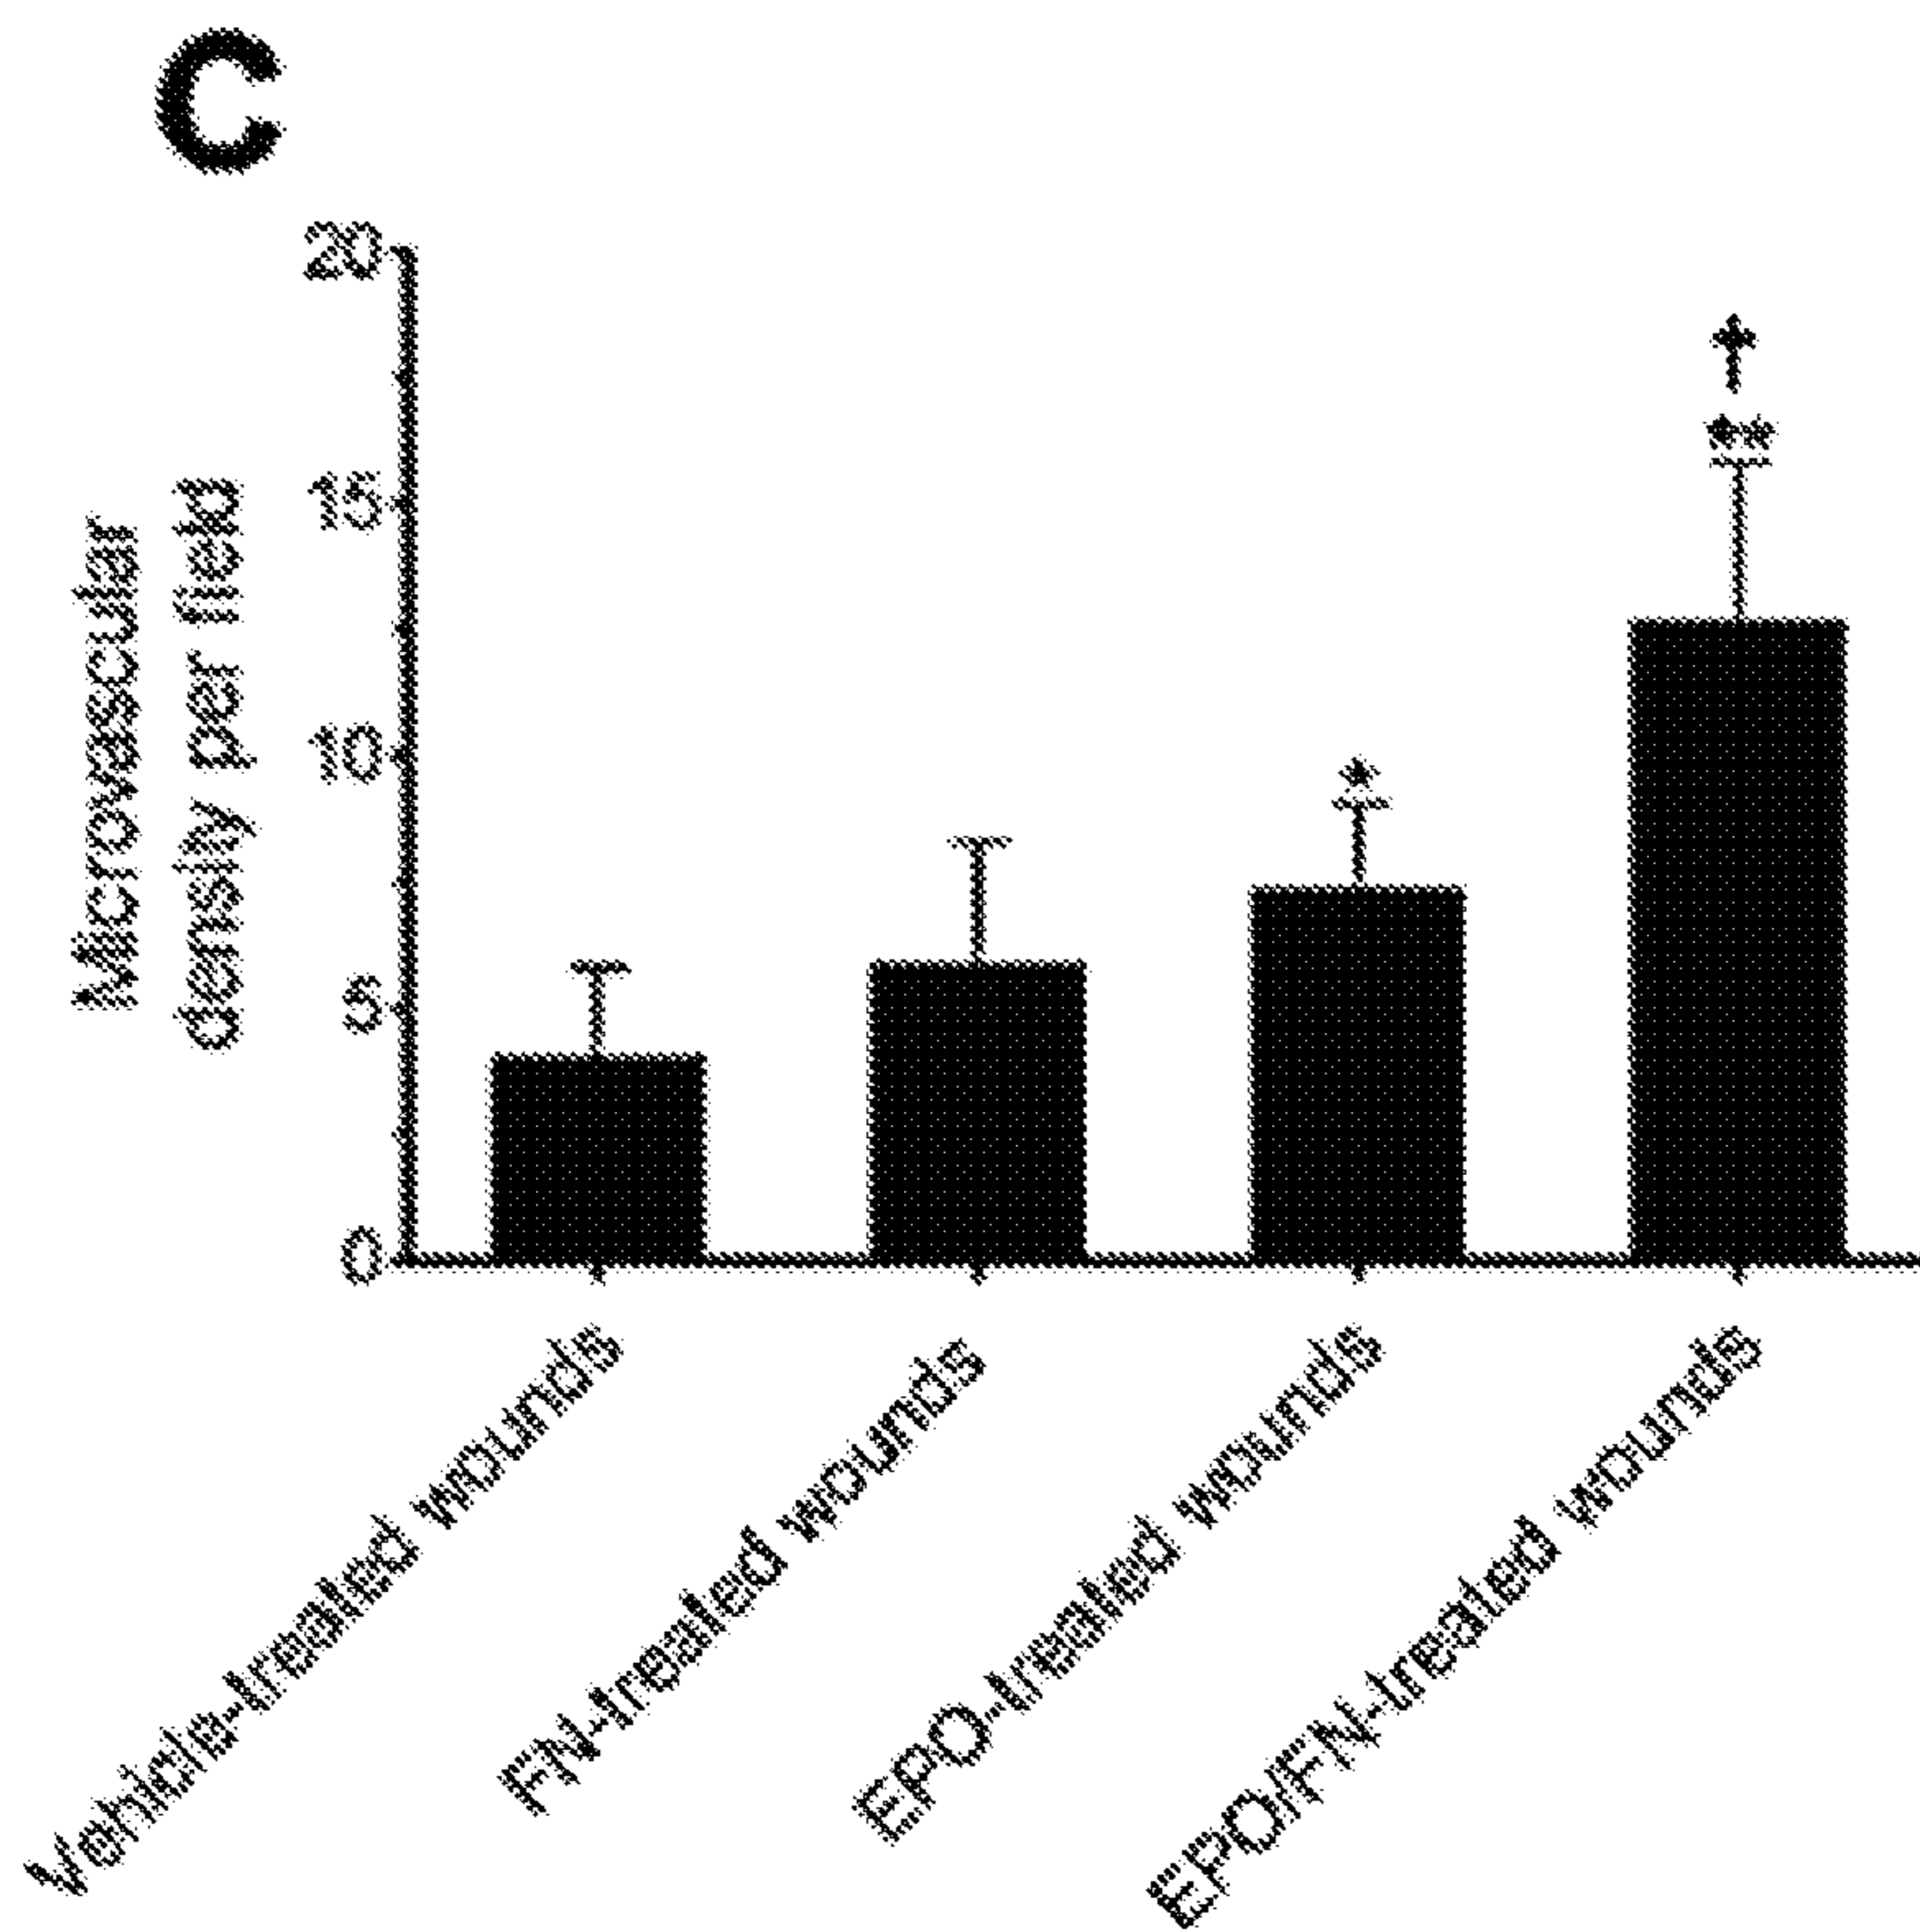 C
Microvascular
density per field
20
15
10
5
0
*
†
**
Vehicle-treated wounds
FN-treated wounds
EPO-treated wounds
EPO/FN-treated wounds